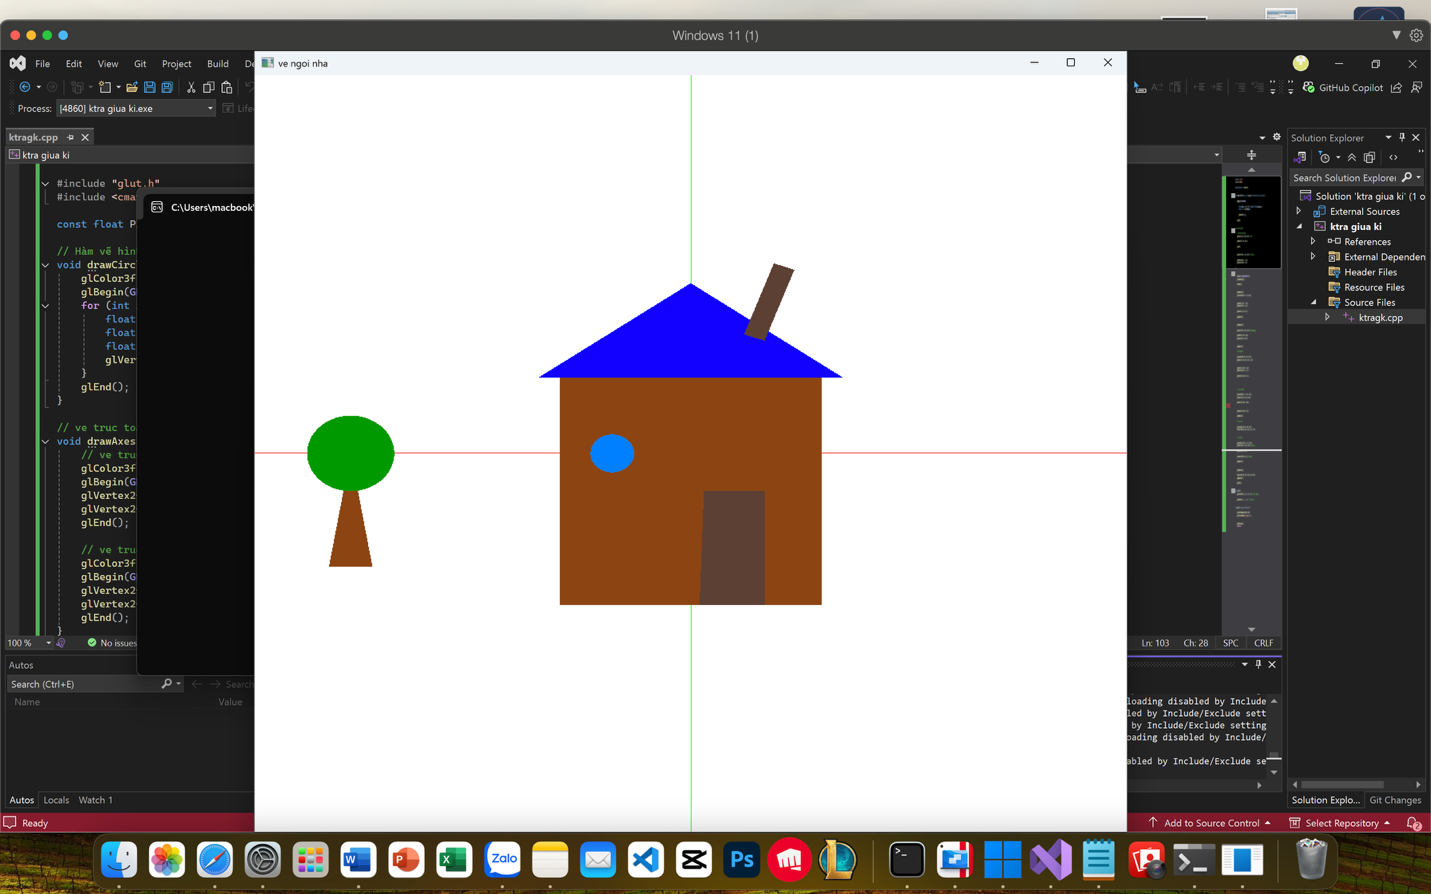 Windows 11 (1)
File Edit View Git Project Build
ve ngoi nha
Process: [4860] ktra giua ki.exe
GitHub Copilot
ktragk.cpp
ktra giua ki
#include "glut.h"
#include <cma
C:\Users\macbook\
const float P
// Hàm vẽ hìn
void drawCirc
glColor3f
glBegin(G
for (int
float
float
float
glVer
}
glEnd();
}
// ve truc to
void drawAxes
// ve tru
glColor3f
glBegin(G
glVertex2
glVertex2
glEnd();
// ve tru
glColor3f
glBegin(G
glVertex2
glVertex2
glEnd();
}
100 %
No issues
Ln: 103 Ch: 28 SPC CRLF
Solution Explorer
Search Solution Explorer
Solution 'ktra giua ki' (1 o
External Sources
ktra giua ki
References
External Dependen
Header Files
Resource Files
Source Files
ktragk.cpp
Autos
Search (Ctrl+E)
Search
Name Value
loading disabled by Include
led by Include/Exclude sett
by Include/Exclude setting
oading disabled by Include/
abled by Include/Exclude se
Autos Locals Watch 1
Solution Explo... Git Changes
Ready
Add to Source Control
Select Repository
2
W
P
X
Zalo
Ps